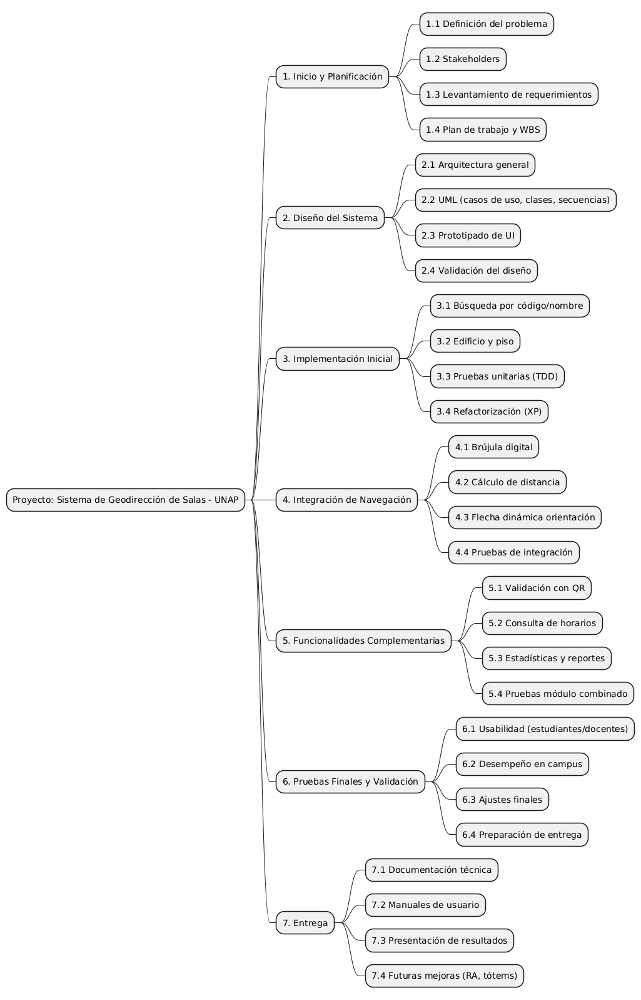 Proyecto: Sistema de Geodirección de Salas - UNAP
1. Inicio y Planificación
1.1 Definición del problema
1.2 Stakeholders
1.3 Levantamiento de requerimientos
1.4 Plan de trabajo y WBS
2. Diseño del Sistema
2.1 Arquitectura general
2.2 UML (casos de uso, clases, secuencias)
2.3 Prototipado de UI
2.4 Validación del diseño
3. Implementación Inicial
3.1 Búsqueda por código/nombre
3.2 Edificio y piso
3.3 Pruebas unitarias (TDD)
3.4 Refactorización (XP)
4. Integración de Navegación
4.1 Brújula digital
4.2 Cálculo de distancia
4.3 Flecha dinámica orientación
4.4 Pruebas de integración
5. Funcionalidades Complementarias
5.1 Validación con QR
5.2 Consulta de horarios
5.3 Estadísticas y reportes
5.4 Pruebas módulo combinado
6. Pruebas Finales y Validación
6.1 Usabilidad (estudiantes/docentes)
6.2 Desempeño en campus
6.3 Ajustes finales
6.4 Preparación de entrega
7. Entrega
7.1 Documentación técnica
7.2 Manuales de usuario
7.3 Presentación de resultados
7.4 Futuras mejoras (RA, tótems)